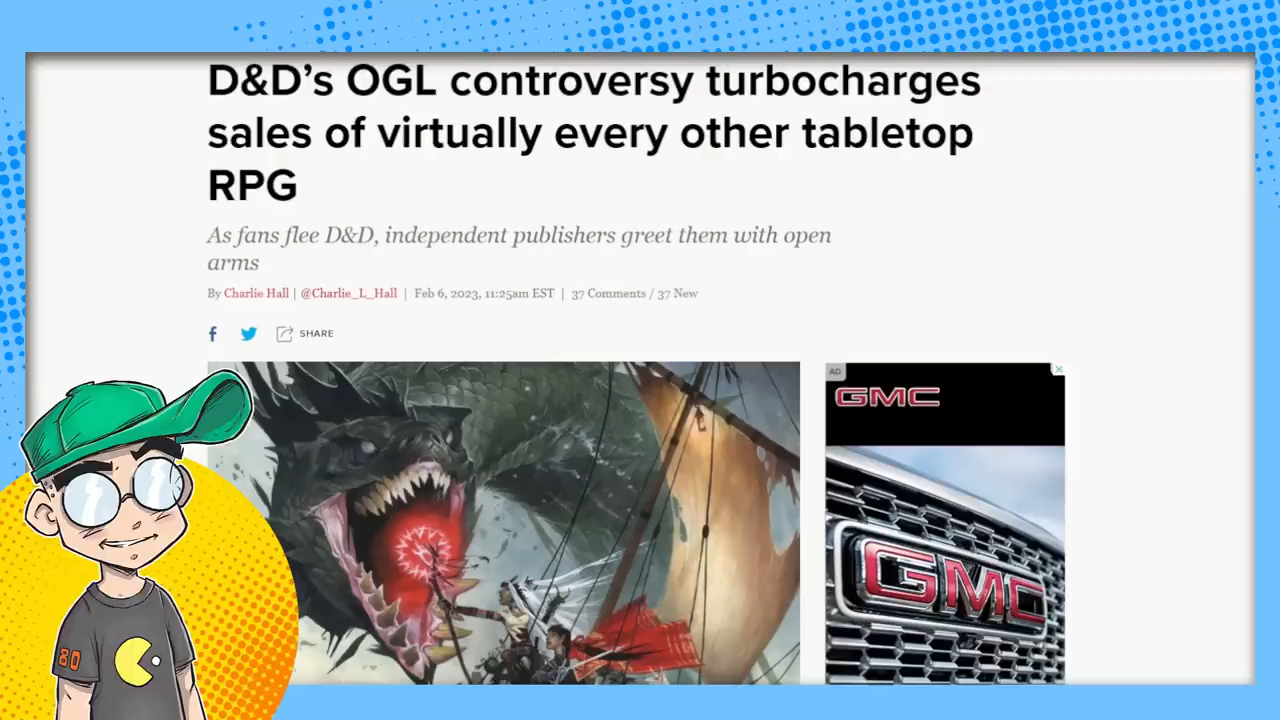 D&D's OGL controversy turbocharges
sales of virtually every other tabletop
RPG
As fans flee D&D, independent publishers greet them with open
arms
By Charlie Hall | @Charlie_L_Hall | Feb 6, 2023, 11:25am EST | 37 Comments / 37 New
SHARE
AD
GMC
GMC
80